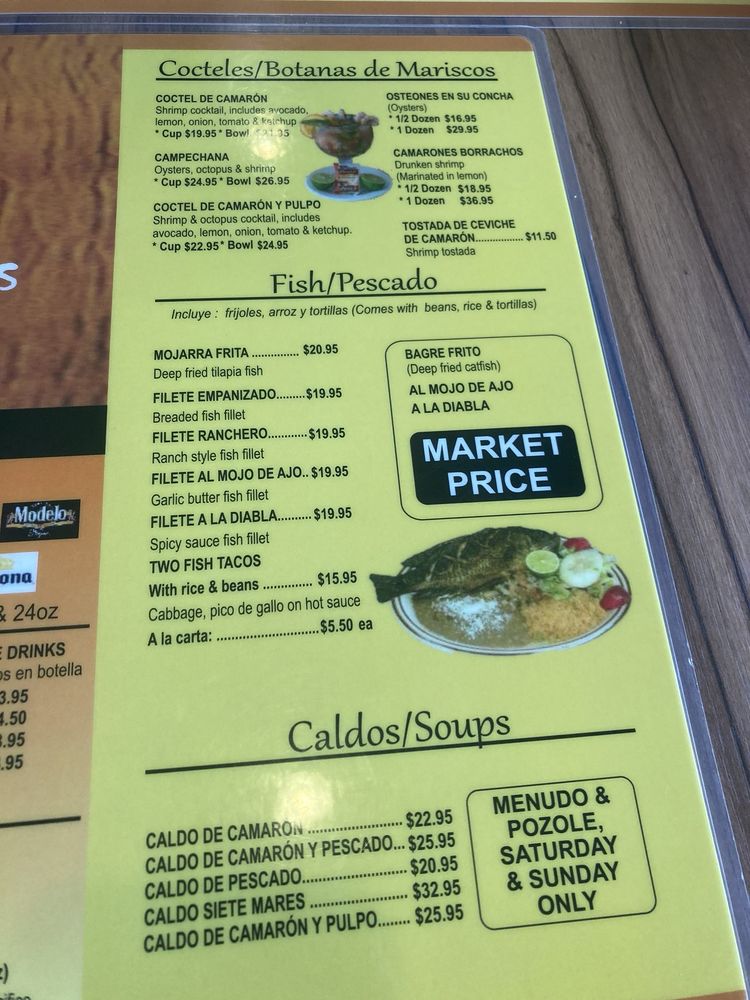 Cocteles/Botanas de Mariscos
COCTEL DE CAMARÓN
Shrimp cocktail, includes avocado,
lemon, onion, tomato & ketchup
* Cup $19.95 * Bowl
CAMPECHANA
Oysters, octopus & shrimp
* Cup $24.95 * Bowl $26.95
COCTEL DE CAMARÓN Y PULPO
Shrimp & octopus cocktail, includes
avocado, lemon, onion, tomato & ketchup.
* Cup $22.95 * Bowl $24.95
OSTEONES EN SU CONCHA
(Oysters)
* 1/2 Dozen $16.95
* 1 Dozen $29.95
CAMARONES BORRACHOS
Drunken shrimp
(Marinated in lemon)
* 1/2 Dozen $18.95
* 1 Dozen $36.95
TOSTADA DE CEVICHE
DE CAMARÓN................ $11.50
Shrimp tostada
Fish/Pescado
Incluye : frijoles, arroz y tortillas (Comes with beans, rice & tortillas)
MOJARRA FRITA ............... $20.95
Deep fried tilapia fish
FILETE EMPANIZADO.........$19.95
Breaded fish fillet
FILETE RANCHERO............$19.95
Ranch style fish fillet
FILETE AL MOJO DE AJO.. $19.95
Garlic butter fish fillet
FILETE A LA DIABLA.......... $19.95
Spicy sauce fish fillet
TWO FISH TACOS
With rice & beans .............. $15.95
Cabbage, pico de gallo on hot sauce
A la carta: .............................$5.50 ea
BAGRE FRITO
(Deep fried catfish)
AL MOJO DE AJO
A LA DIABLA
MARKET
PRICE
Caldos/Soups
CALDO DE CAMARÓN ...................... $22.95
CALDO DE CAMARÓN Y PESCADO... $25.95
CALDO DE PESCADO........................ $20.95
CALDO SIETE MARES ....................... $32.95
CALDO DE CAMARÓN Y PULPO....... $25.95
MENUDO &
POZOLE,
SATURDAY
& SUNDAY
ONLY
s
Modelo
ona
& 24oz
E DRINKS
os en botella
3.95
4.50
.95
.95